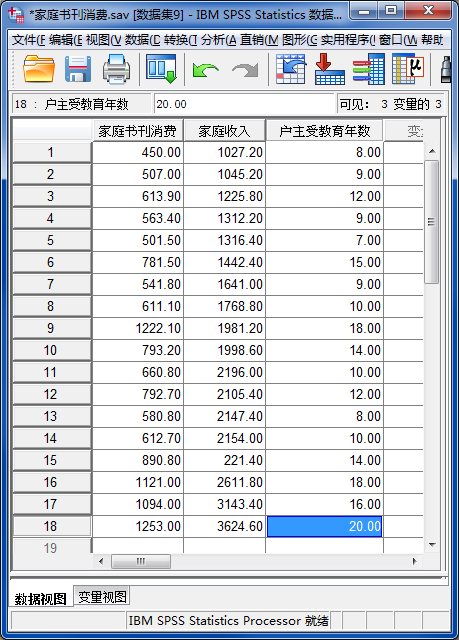 *家庭书刊消费.sav [数据集9] - IBM SPSS Statistics 数据...
文件(F 编辑(E 视图(V 数据(D 转换(T 分析(A 直销(M 图形(G 实用程序(U 窗口(W 帮助
18 : 户主受教育年数 20.00 可见: 3 变量的 3
家庭书刊消费 家庭收入 户主受教育年数
1 450.00 1027.20 8.00
2 507.00 1045.20 9.00
3 613.90 1225.80 12.00
4 563.40 1312.20 9.00
5 501.50 1316.40 7.00
6 781.50 1442.40 15.00
7 541.80 1641.00 9.00
8 611.10 1768.80 10.00
9 1222.10 1981.20 18.00
10 793.20 1998.60 14.00
11 660.80 2196.00 10.00
12 792.70 2105.40 12.00
13 580.80 2147.40 8.00
14 612.70 2154.00 10.00
15 890.80 221.40 14.00
16 1121.00 2611.80 18.00
17 1094.00 3143.40 16.00
18 1253.00 3624.60 20.00
19
数据视图 变量视图
IBM SPSS Statistics Processor 就绪